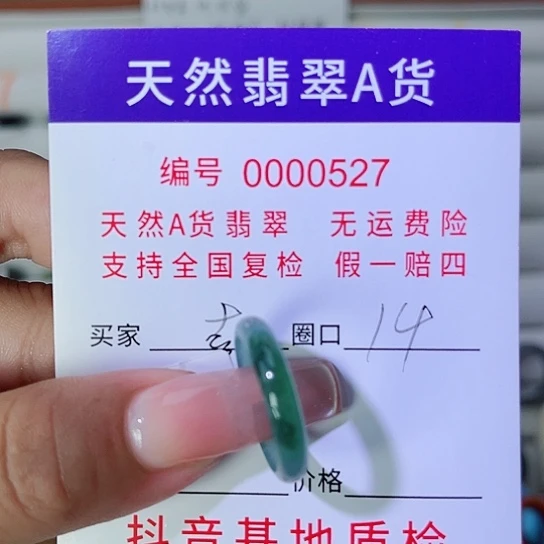 天然翡翠A货
编号 0000527
天然A货翡翠 无运费险
支持全国复检 假一赔四
买家 圈口 14
价格
抖音基地质检